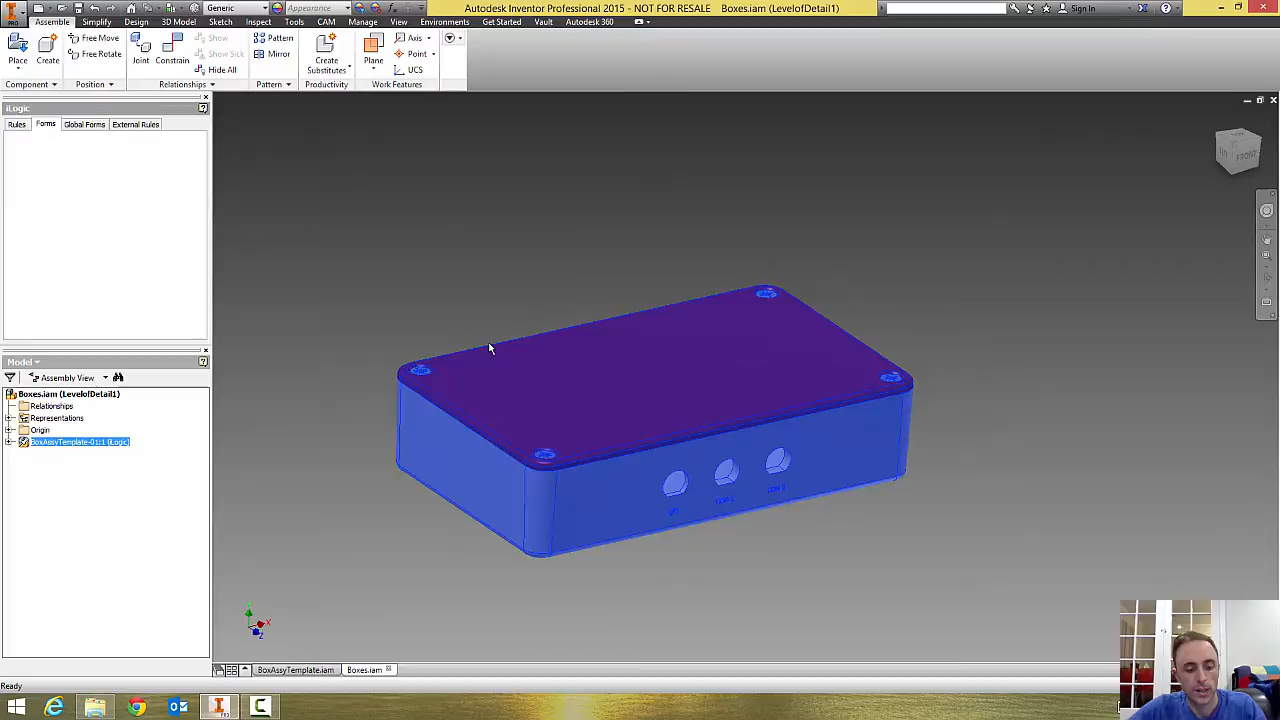 Generic
Appearance
Autodesk Inventor Professional 2015 - NOT FOR RESALE Boxes.iam (LevelofDetail1)
Sign In
PRO
Assemble Simplify Design 3D Model Sketch Inspect Tools CAM Manage View Environments Get Started Vault Autodesk 360
Place Create Free Move Joint Constrain Show Pattern Create Substitutes Plane Axis
Free Rotate Show Sick Mirror Point
Hide All UCS
Component Position Relationships Pattern Productivity Work Features
iLogic
Rules Forms Global Forms External Rules
Model
Assembly View
Boxes.iam (LevelofDetail1)
Relationships
Representations
Origin
BoxAssyTemplate-01:1 (iLogic)
FRONT
COM 1
X
Z
BoxAssyTemplate.iam Boxes.iam
Ready